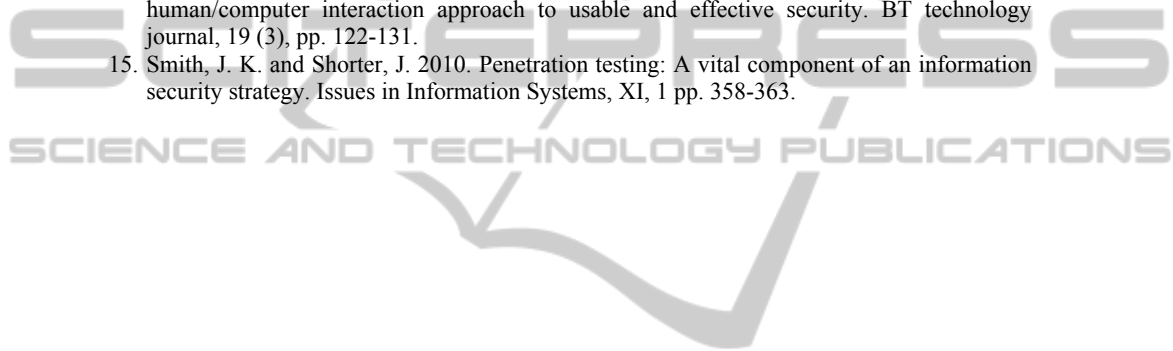 human/computer interaction approach to usable and effective security. BT technology
journal, 19 (3), pp. 122-131.
15. Smith, J. K. and Shorter, J. 2010. Penetration testing: A vital component of an information
security strategy. Issues in Information Systems, XI, 1 pp. 358-363.
SCITEPRESS
SCIENCE AND TECHNOLOGY PUBLICATIONS